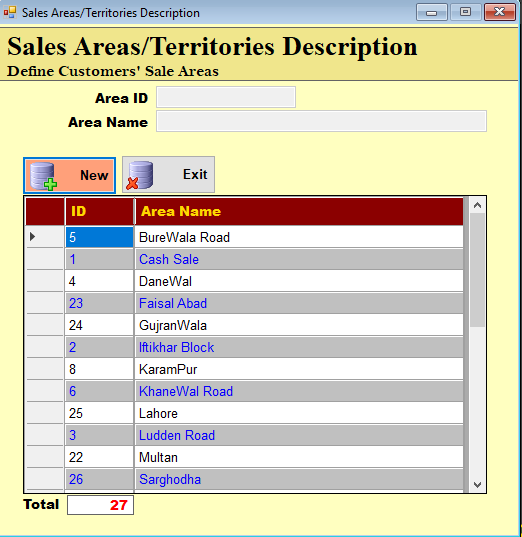 Sales Areas/Territories Description
Sales Areas/Territories Description
Define Customers' Sale Areas
Area ID
Area Name
New Exit
ID Area Name
5 BureWala Road
1 Cash Sale
4 DaneWal
23 Faisal Abad
24 GujranWala
2 Iftikhar Block
8 KaramPur
6 KhaneWal Road
25 Lahore
3 Ludden Road
22 Multan
26 Sarghodha
Total 27